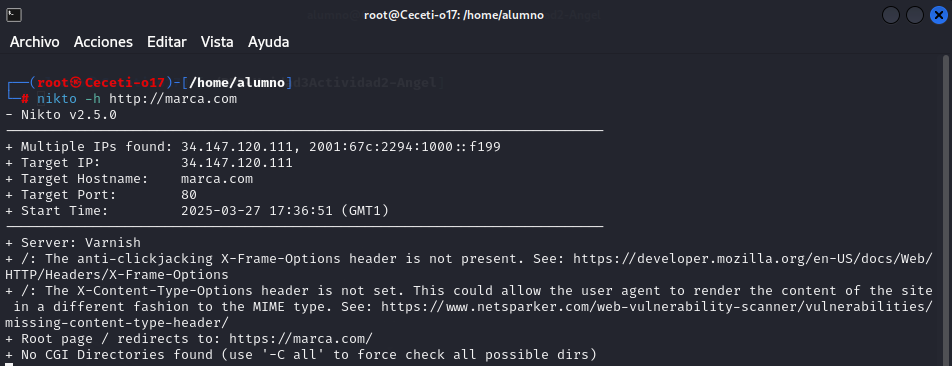 root@Ceceti-o17: /home/alumno
Archivo Acciones Editar Vista Ayuda
┌──(root㉿Ceceti-o17)-[/home/alumno]d3Actividad2-Angel]
└─# nikto -h http://marca.com
- Nikto v2.5.0
---------------------------------------------------------------------------
+ Multiple IPs found: 34.147.120.111, 2001:67c:2294:1000::f199
+ Target IP:          34.147.120.111
+ Target Hostname:    marca.com
+ Target Port:        80
+ Start Time:         2025-03-27 17:36:51 (GMT1)
---------------------------------------------------------------------------
+ Server: Varnish
+ /: The anti-clickjacking X-Frame-Options header is not present. See: https://developer.mozilla.org/en-US/docs/Web/
HTTP/Headers/X-Frame-Options
+ /: The X-Content-Type-Options header is not set. This could allow the user agent to render the content of the site
 in a different fashion to the MIME type. See: https://www.netsparker.com/web-vulnerability-scanner/vulnerabilities/
missing-content-type-header/
+ Root page / redirects to: https://marca.com/
+ No CGI Directories found (use '-C all' to force check all possible dirs)